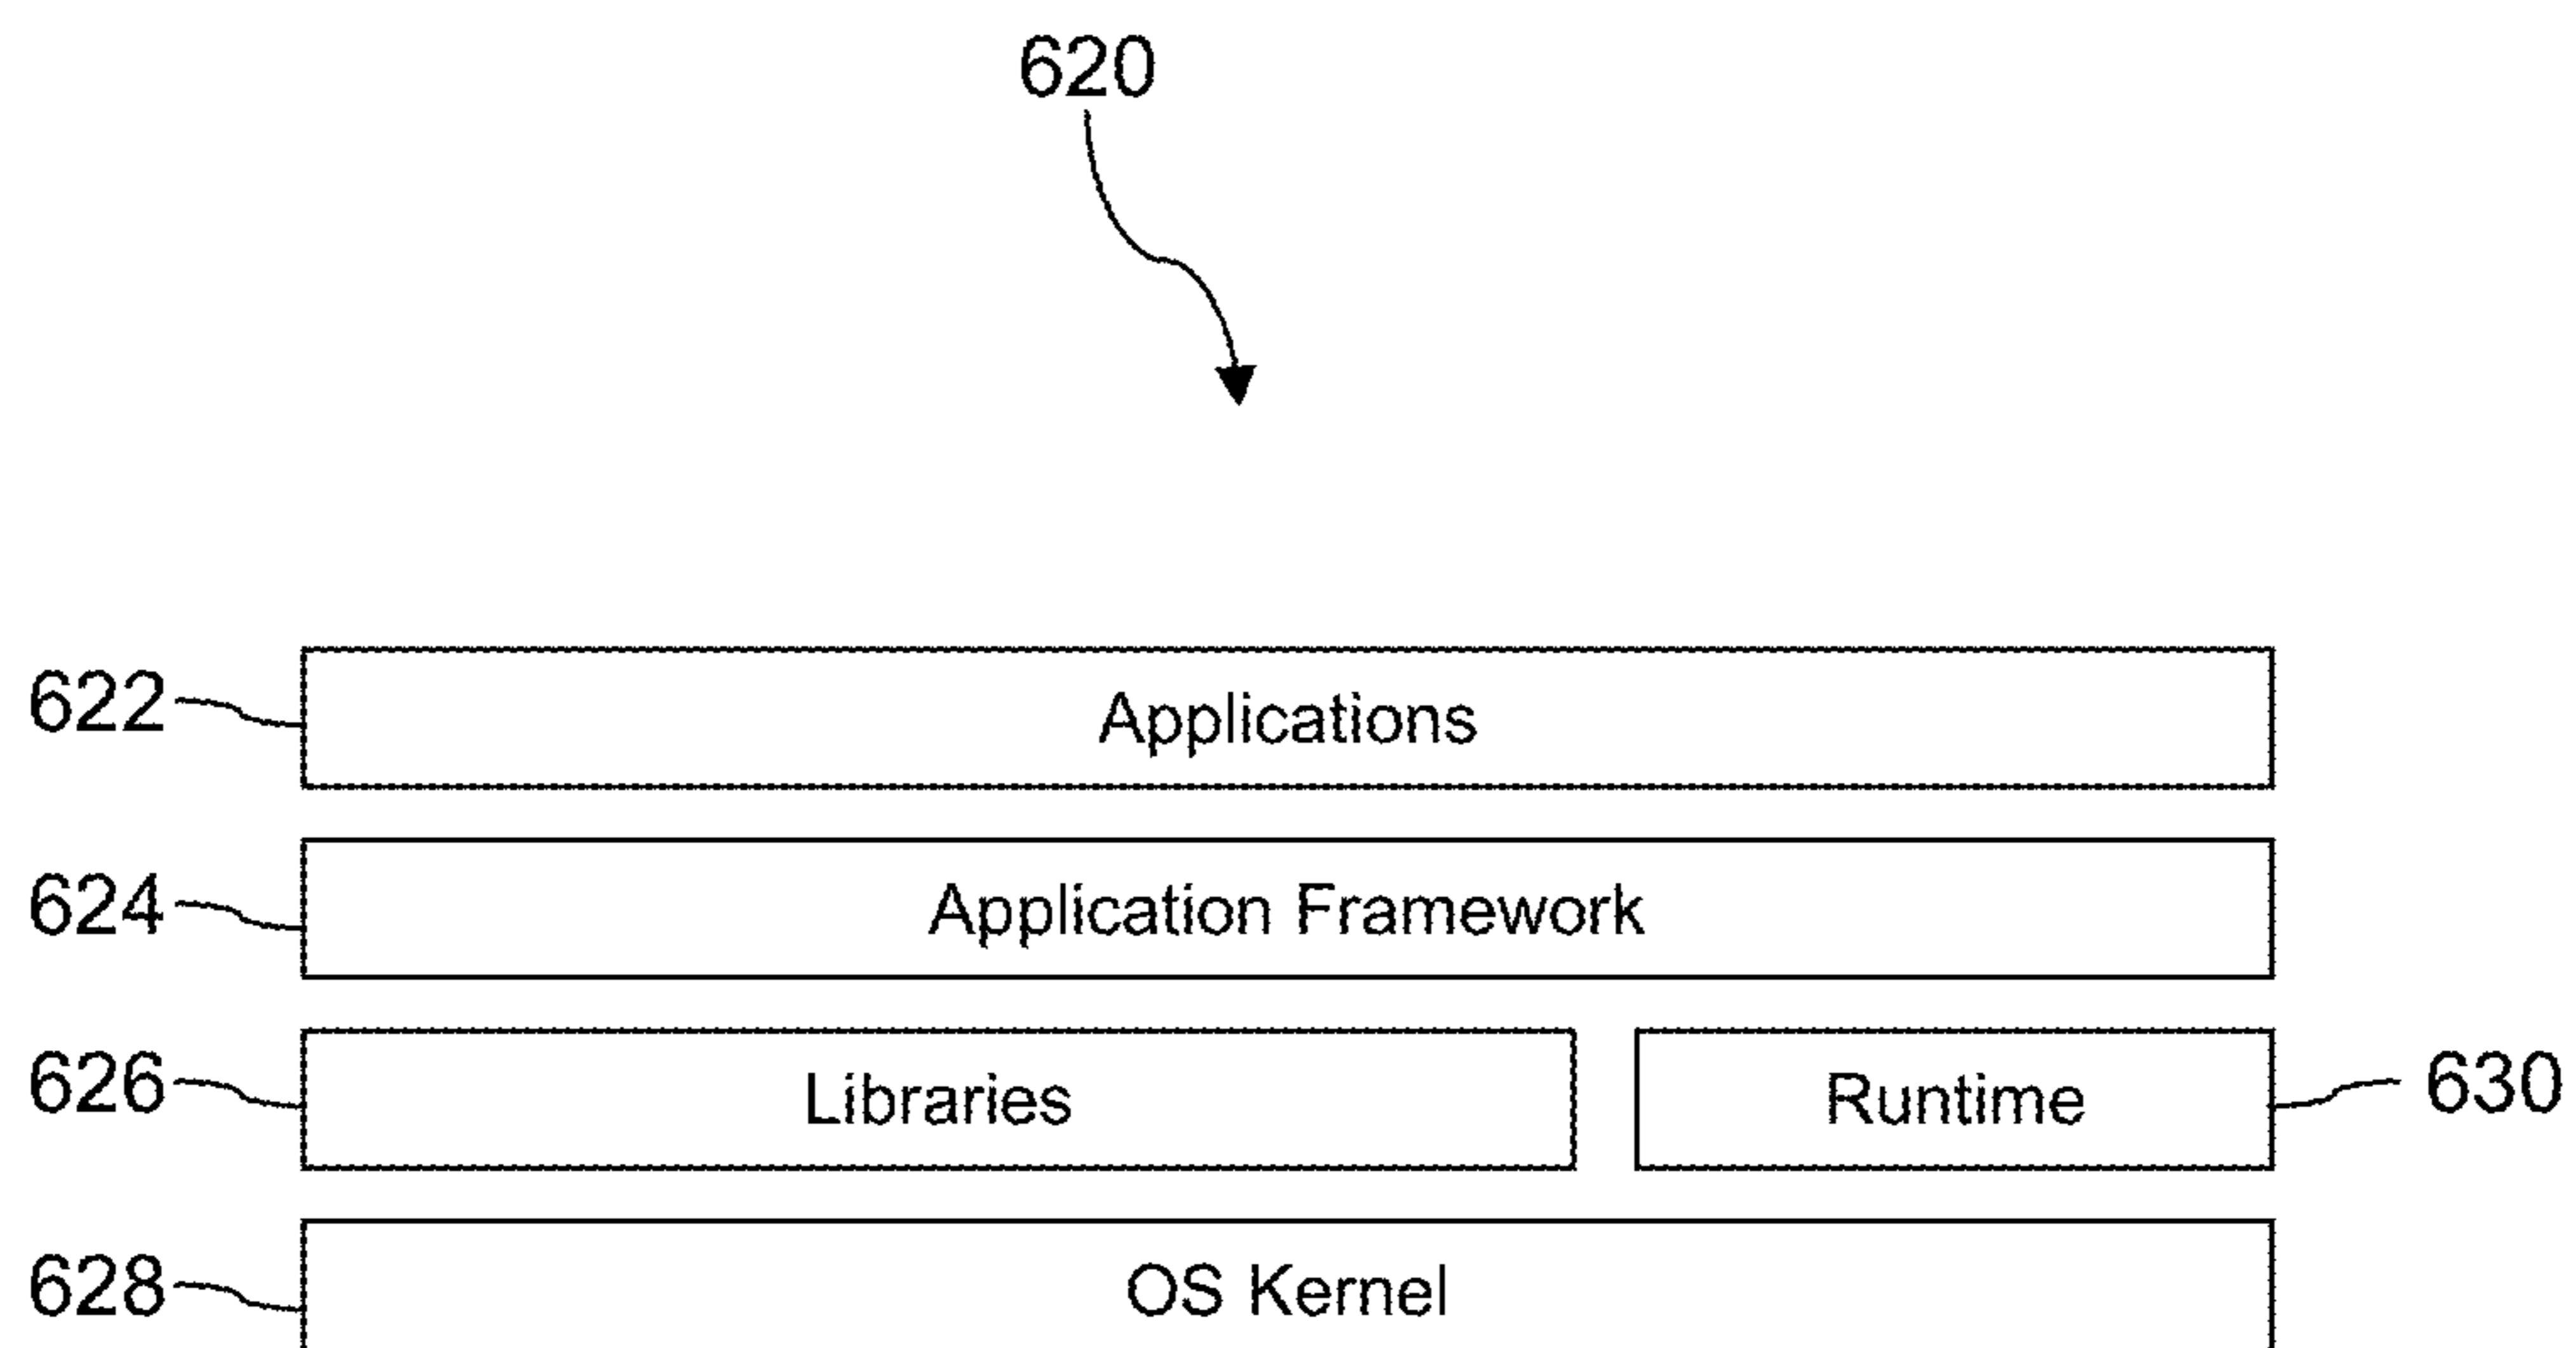 620
622 Applications
624 Application Framework
626 Libraries Runtime 630
628 OS Kernel